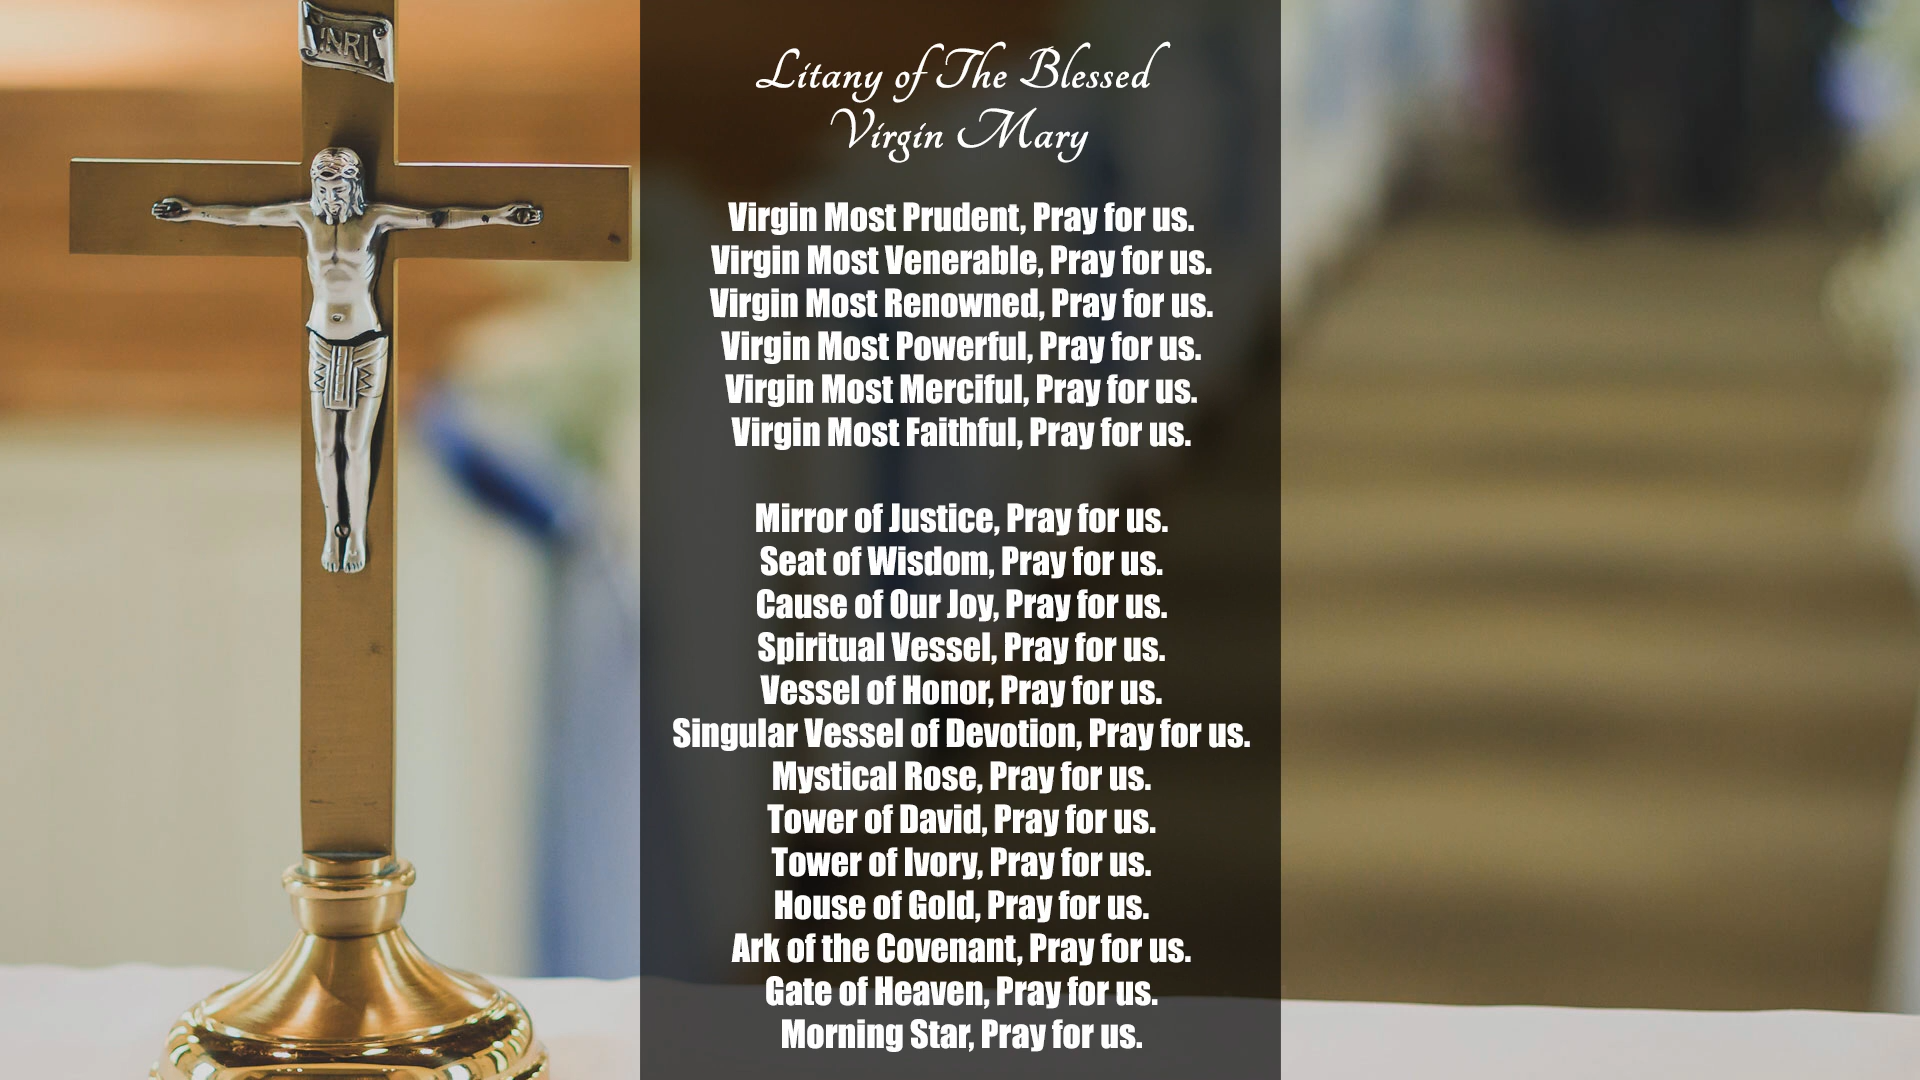 INRI
Litany of The Blessed
Virgin Mary
Virgin Most Prudent, Pray for us.
Virgin Most Venerable, Pray for us.
Virgin Most Renowned, Pray for us.
Virgin Most Powerful, Pray for us.
Virgin Most Merciful, Pray for us.
Virgin Most Faithful, Pray for us.
Mirror of Justice, Pray for us.
Seat of Wisdom, Pray for us.
Cause of Our Joy, Pray for us.
Spiritual Vessel, Pray for us.
Vessel of Honor, Pray for us.
Singular Vessel of Devotion, Pray for us.
Mystical Rose, Pray for us.
Tower of David, Pray for us.
Tower of Ivory, Pray for us.
House of Gold, Pray for us.
Ark of the Covenant, Pray for us.
Gate of Heaven, Pray for us.
Morning Star, Pray for us.